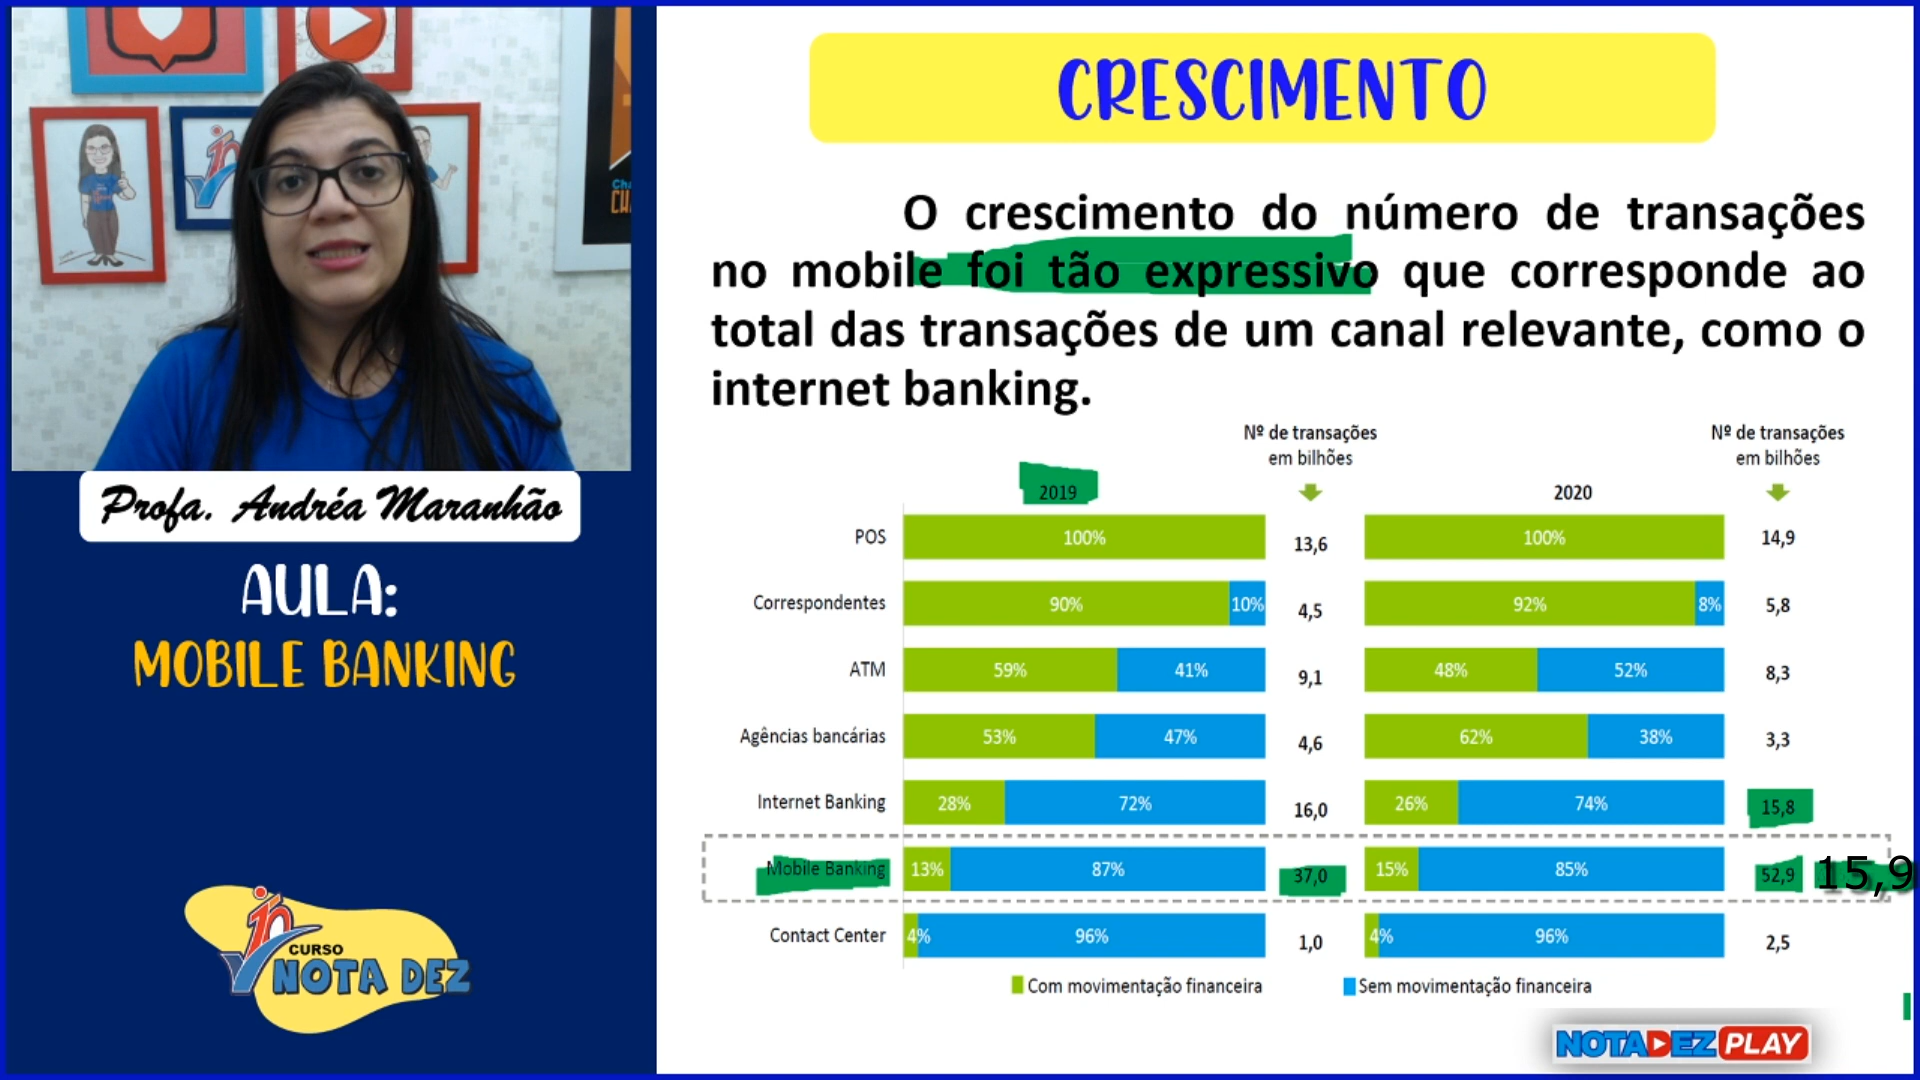 Profa. Andréa Maranhão
AULA:
MOBILE BANKING
CURSO
NOTA DEZ
CRESCIMENTO
O crescimento do número de transações
no mobile foi tão expressivo que corresponde ao
total das transações de um canal relevante, como o
internet banking.
Nº de transações
em bilhões
Nº de transações
em bilhões
2019
2020
POS 100% 13,6 100% 14,9
Correspondentes 90% 10% 4,5 92% 8% 5,8
ATM 59% 41% 9,1 48% 52% 8,3
Agências bancárias 53% 47% 4,6 62% 38% 3,3
Internet Banking 28% 72% 16,0 26% 74% 15,8
Mobile Banking 13% 87% 37,0 15% 85% 52,9 15,9
Contact Center 4% 96% 1,0 4% 96% 2,5
Com movimentação financeira Sem movimentação financeira
NOTADEZ PLAY